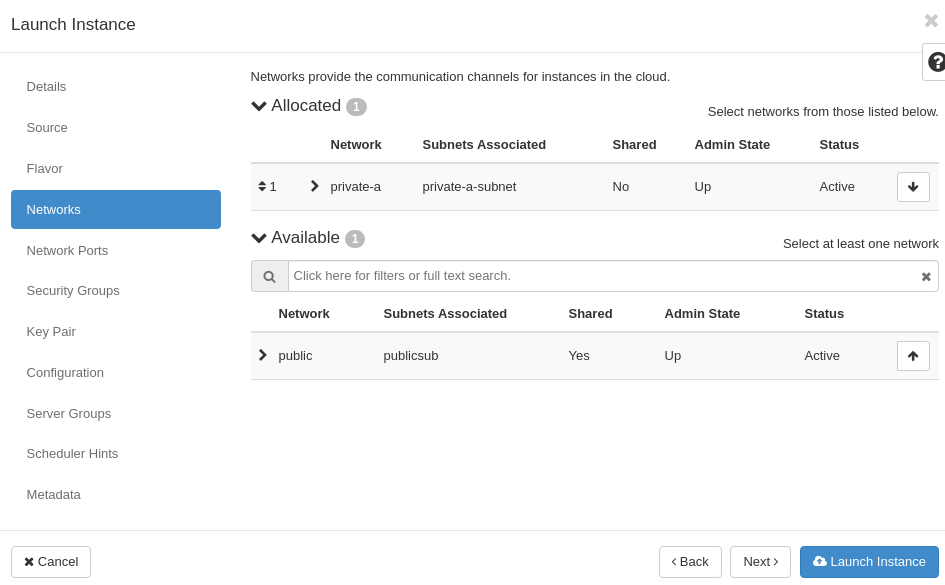 Launch Instance
Details
Source
Flavor
Networks
Network Ports
Security Groups
Key Pair
Configuration
Server Groups
Scheduler Hints
Metadata
Networks provide the communication channels for instances in the cloud.
Allocated 1
Select networks from those listed below.
Network Subnets Associated Shared Admin State Status
1 private-a private-a-subnet No Up Active
Available 1
Select at least one network
Click here for filters or full text search.
Network Subnets Associated Shared Admin State Status
public publicsub Yes Up Active
Cancel
Back
Next
Launch Instance